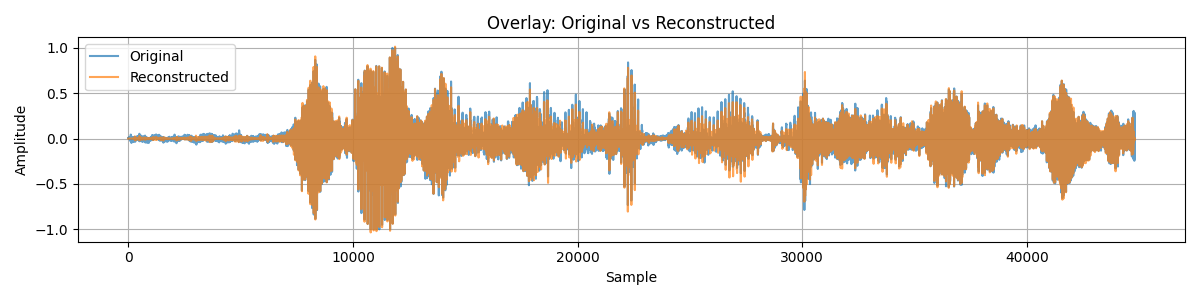 Overlay: Original vs Reconstructed
Original
Reconstructed
1.0
0.5
0.0
−0.5
−1.0
Amplitude
0 10000 20000 30000 40000
Sample